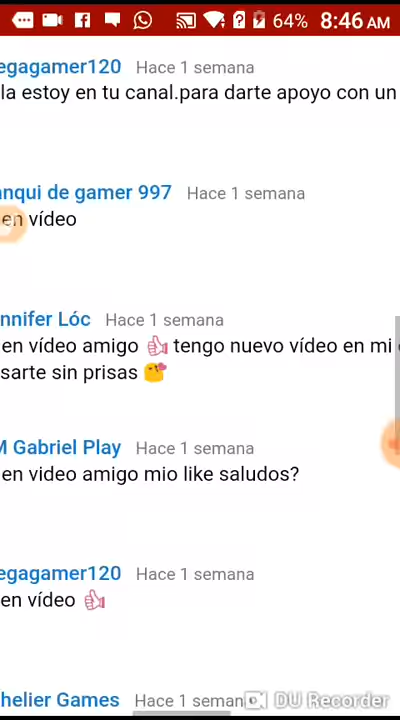 64% 8:46 AM
egagamer120 Hace 1 semana
la estoy en tu canal.para darte apoyo con un
nqui de gamer 997 Hace 1 semana
en vídeo
nnifer Lóc Hace 1 semana
en vídeo amigo 👍 tengo nuevo vídeo en mi
sarte sin prisas 😘
M Gabriel Play Hace 1 semana
en video amigo mio like saludos?
egagamer120 Hace 1 semana
en vídeo 👍
helier Games Hace 1 seman
DU Recorder